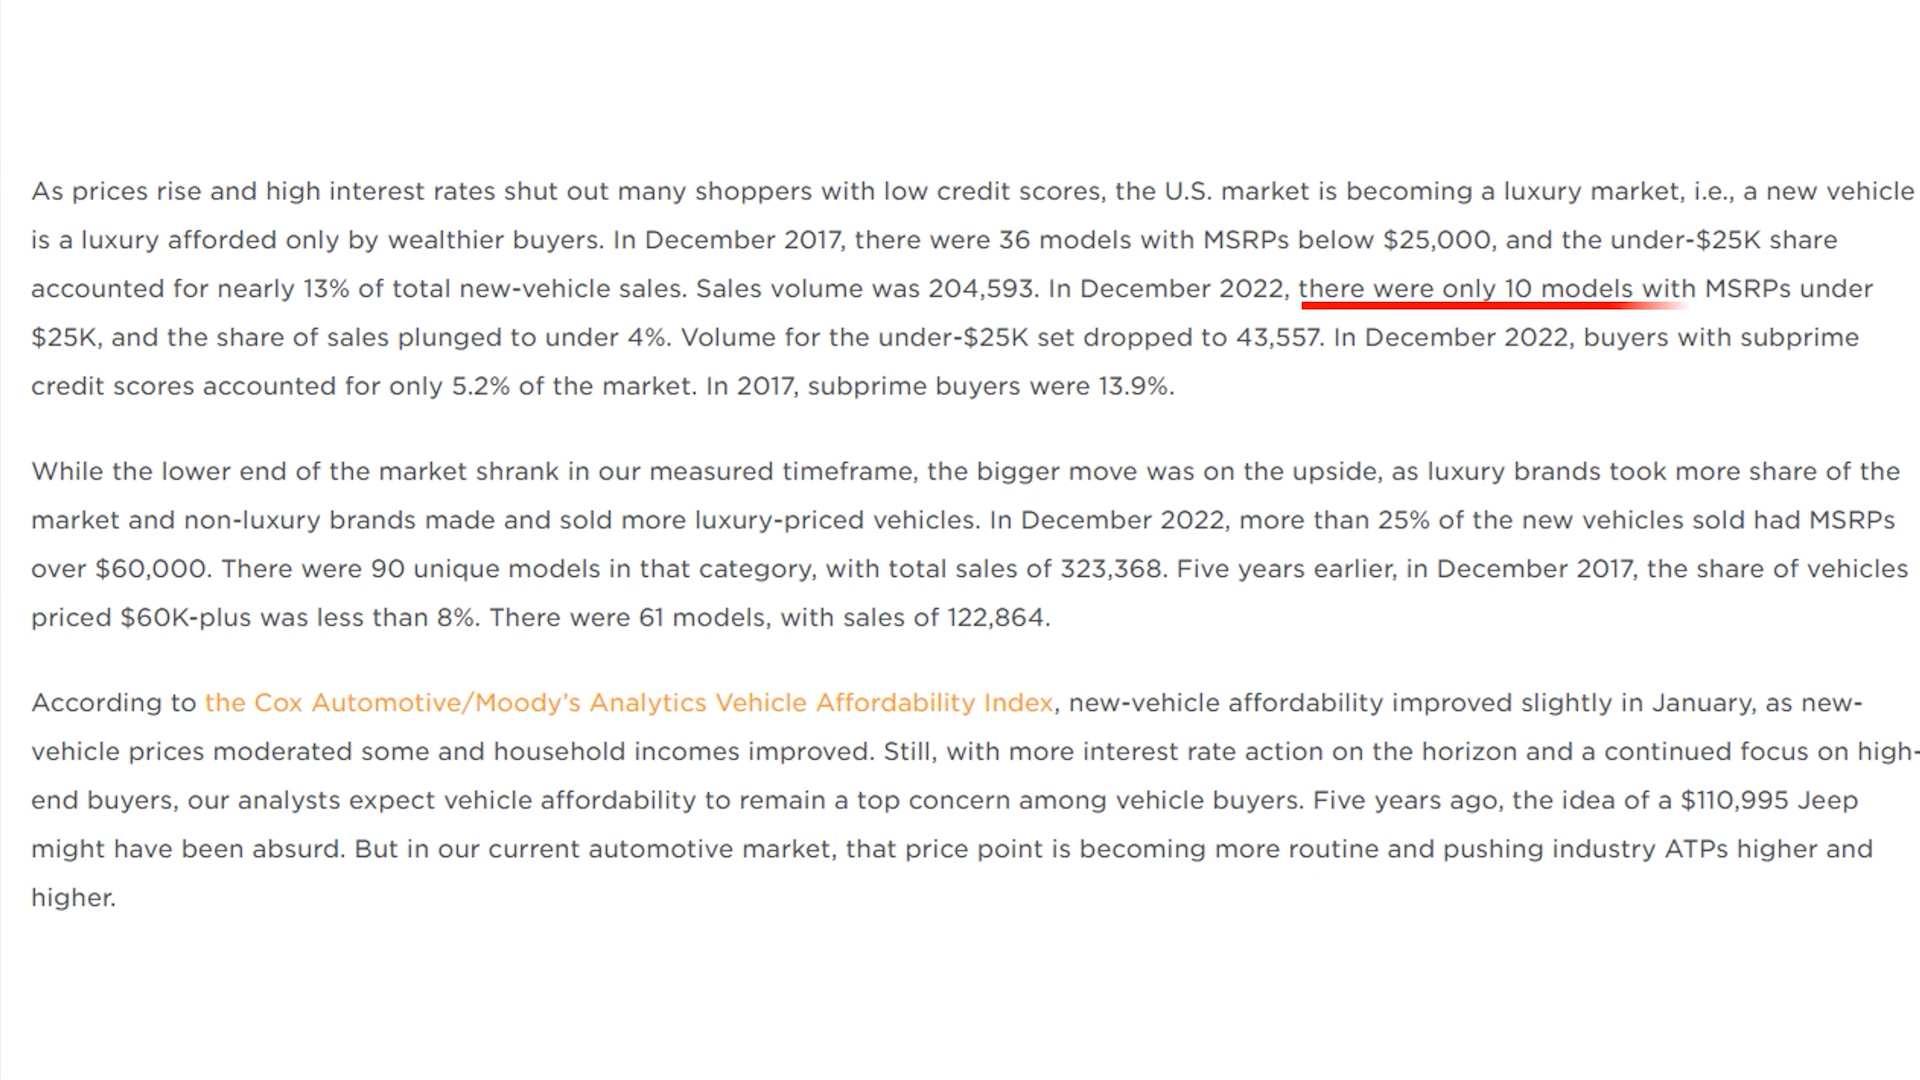 As prices rise and high interest rates shut out many shoppers with low credit scores, the U.S. market is becoming a luxury market, i.e., a new vehicle
is a luxury afforded only by wealthier buyers. In December 2017, there were 36 models with MSRPs below $25,000, and the under-$25K share
accounted for nearly 13% of total new-vehicle sales. Sales volume was 204,593. In December 2022, there were only 10 models with MSRPs under
$25K, and the share of sales plunged to under 4%. Volume for the under-$25K set dropped to 43,557. In December 2022, buyers with subprime
credit scores accounted for only 5.2% of the market. In 2017, subprime buyers were 13.9%.
While the lower end of the market shrank in our measured timeframe, the bigger move was on the upside, as luxury brands took more share of the
market and non-luxury brands made and sold more luxury-priced vehicles. In December 2022, more than 25% of the new vehicles sold had MSRPs
over $60,000. There were 90 unique models in that category, with total sales of 323,368. Five years earlier, in December 2017, the share of vehicles
priced $60K-plus was less than 8%. There were 61 models, with sales of 122,864.
According to the Cox Automotive/Moody's Analytics Vehicle Affordability Index, new-vehicle affordability improved slightly in January, as new-
vehicle prices moderated some and household incomes improved. Still, with more interest rate action on the horizon and a continued focus on high-
end buyers, our analysts expect vehicle affordability to remain a top concern among vehicle buyers. Five years ago, the idea of a $110,995 Jeep
might have been absurd. But in our current automotive market, that price point is becoming more routine and pushing industry ATPs higher and
higher.